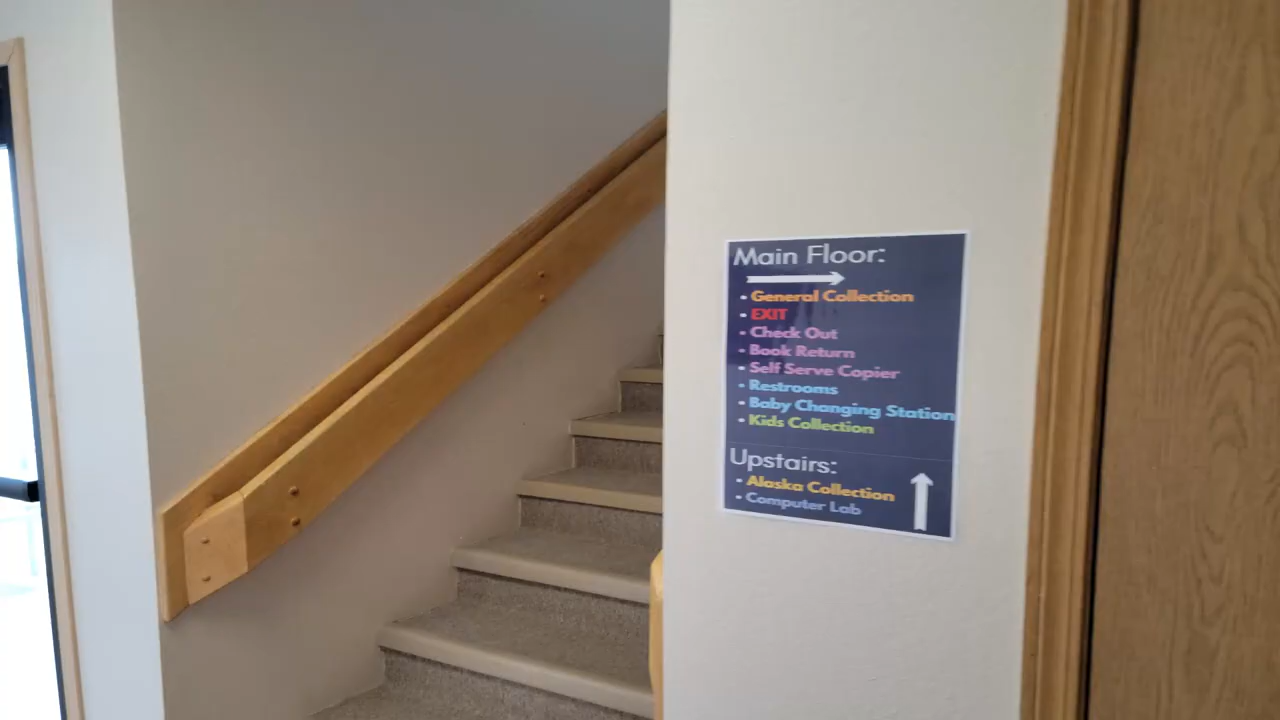 Main Floor:
• General Collection
• EXIT
• Check Out
• Book Return
• Self Serve Copier
• Restrooms
• Baby Changing Station
• Kids Collection
Upstairs:
• Alaska Collection
• Computer Lab